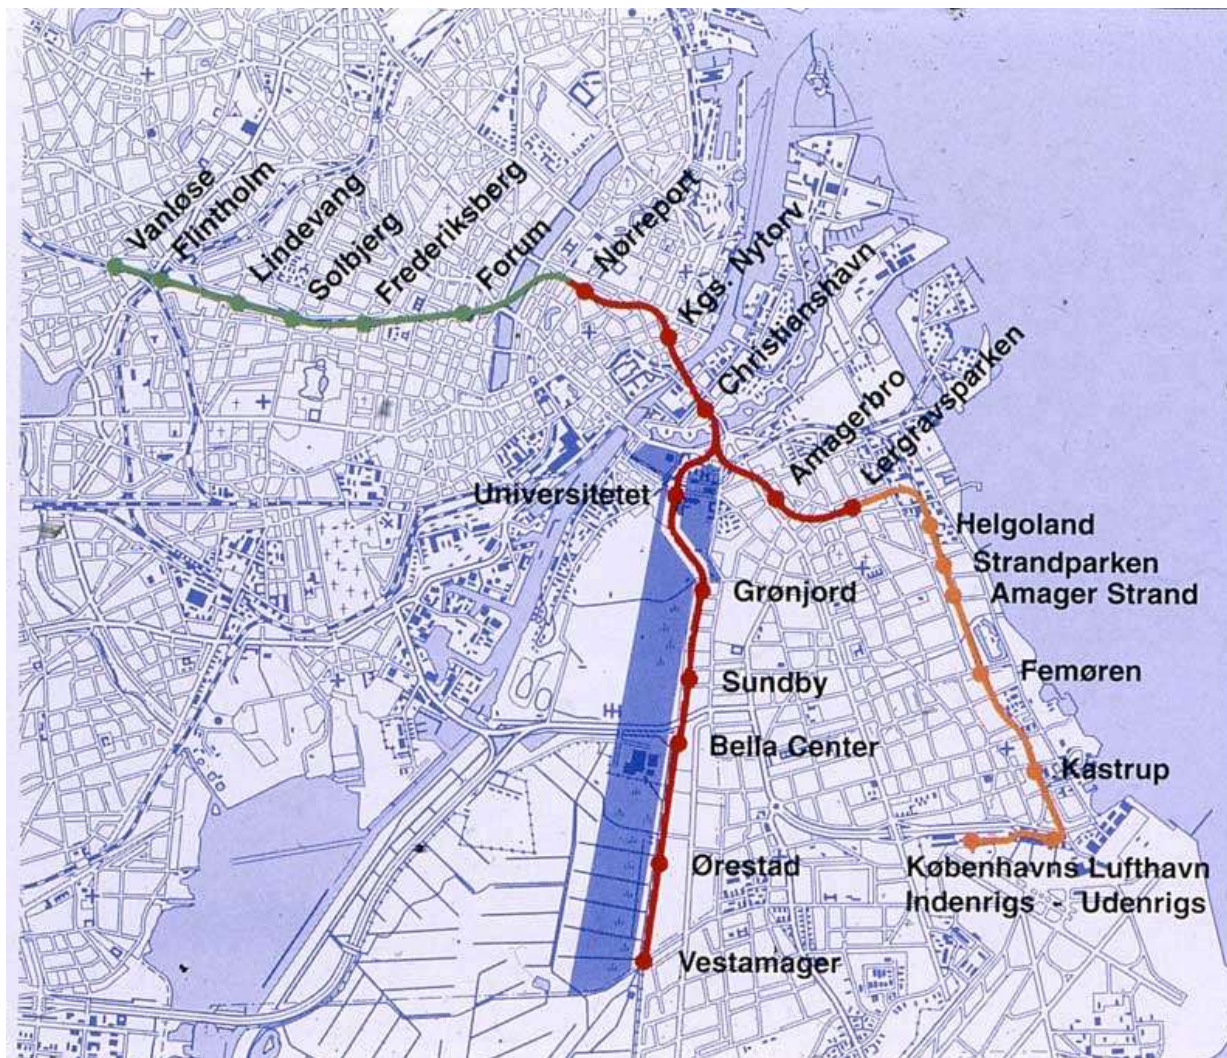 Vanløse
Flintholm
Lindevang
Solbjerg
Frederiksberg
Forum
Nørreport
Kgs. Nytorv
Christianshavn
Amagerbro
Lergravsparken
Universitetet
Helgoland
Strandparken
Amager Strand
Grønjord
Femøren
Sundby
Bella Center
Kastrup
Ørestad
Københavns Lufthavn
Indenrigs - Udenrigs
Vestamager